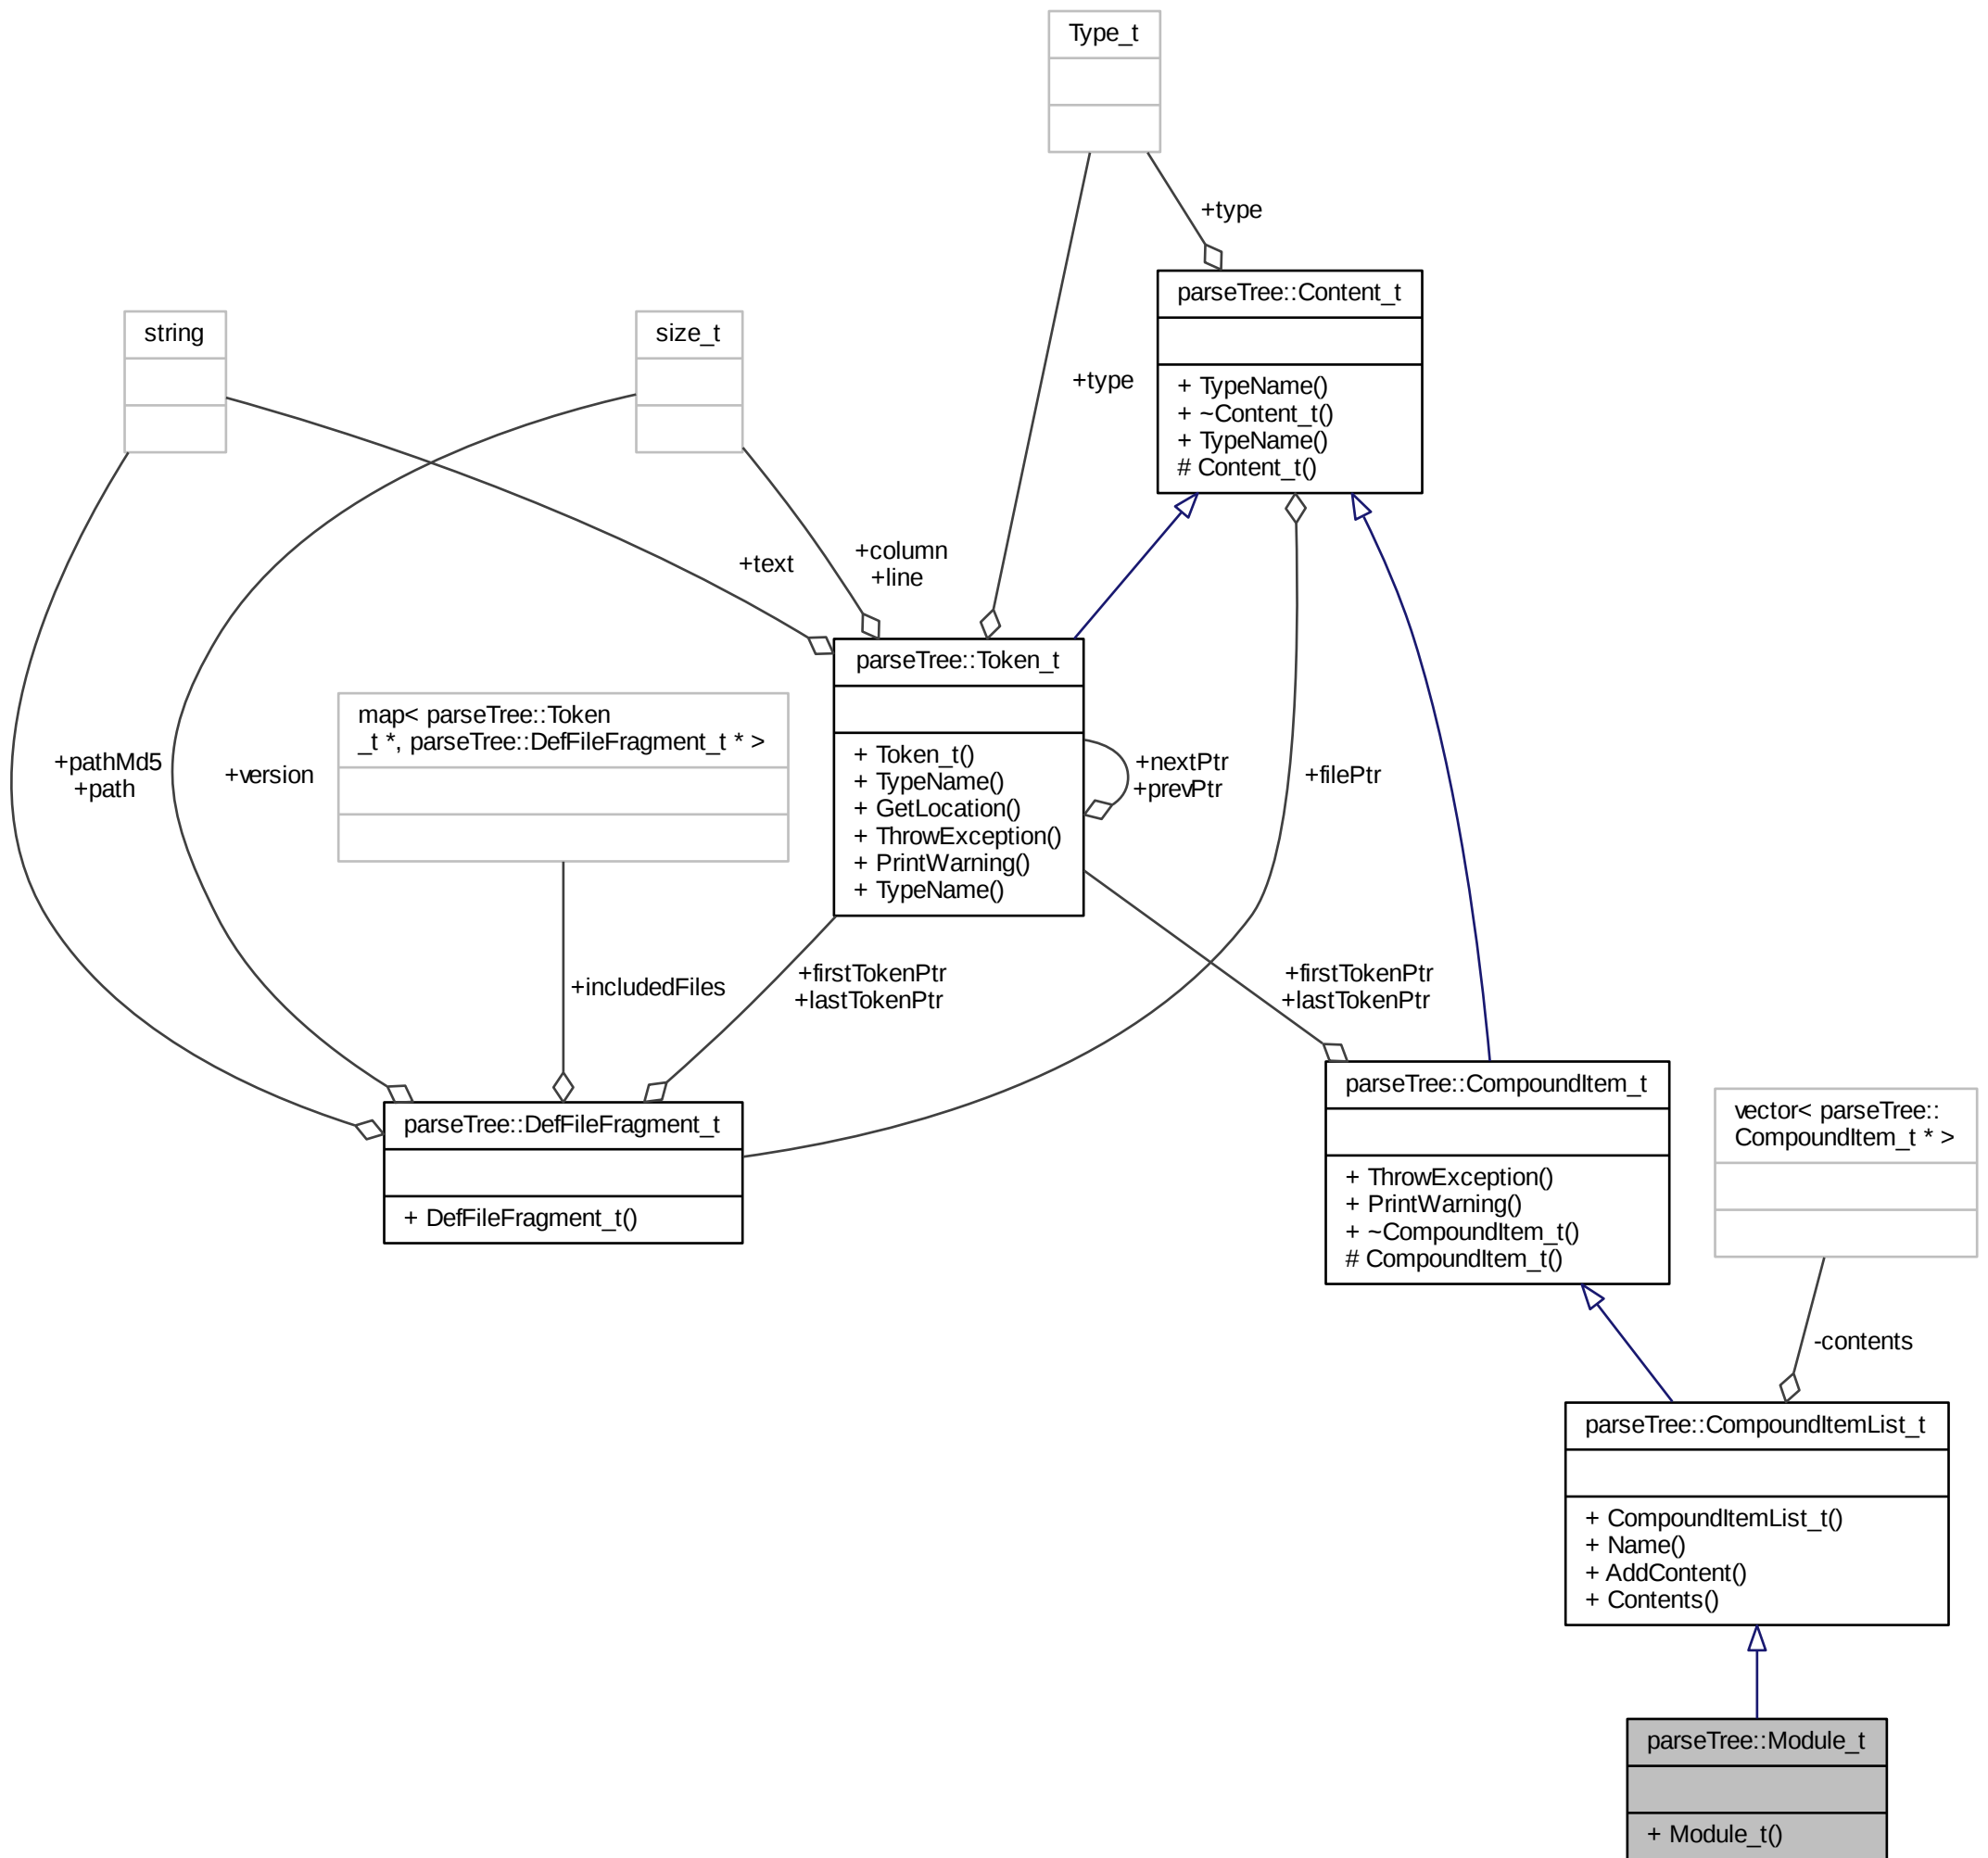 Type_t
+type
parseTree::Content_t
+ TypeName()
+ ~Content_t()
+ TypeName()
# Content_t()
string
size_t
+type
+text
+column
+line
parseTree::Token_t
+ Token_t()
+ TypeName()
+ GetLocation()
+ ThrowException()
+ PrintWarning()
+ TypeName()
+nextPtr
+prevPtr
map< parseTree::Token
_t *, parseTree::DefFileFragment_t * >
+pathMd5
+path
+version
+filePtr
+includedFiles
+firstTokenPtr
+lastTokenPtr
+firstTokenPtr
+lastTokenPtr
parseTree::DefFileFragment_t
+ DefFileFragment_t()
parseTree::CompoundItem_t
+ ThrowException()
+ PrintWarning()
+ ~CompoundItem_t()
# CompoundItem_t()
vector< parseTree::
CompoundItem_t * >
-contents
parseTree::CompoundItemList_t
+ CompoundItemList_t()
+ Name()
+ AddContent()
+ Contents()
parseTree::Module_t
+ Module_t()